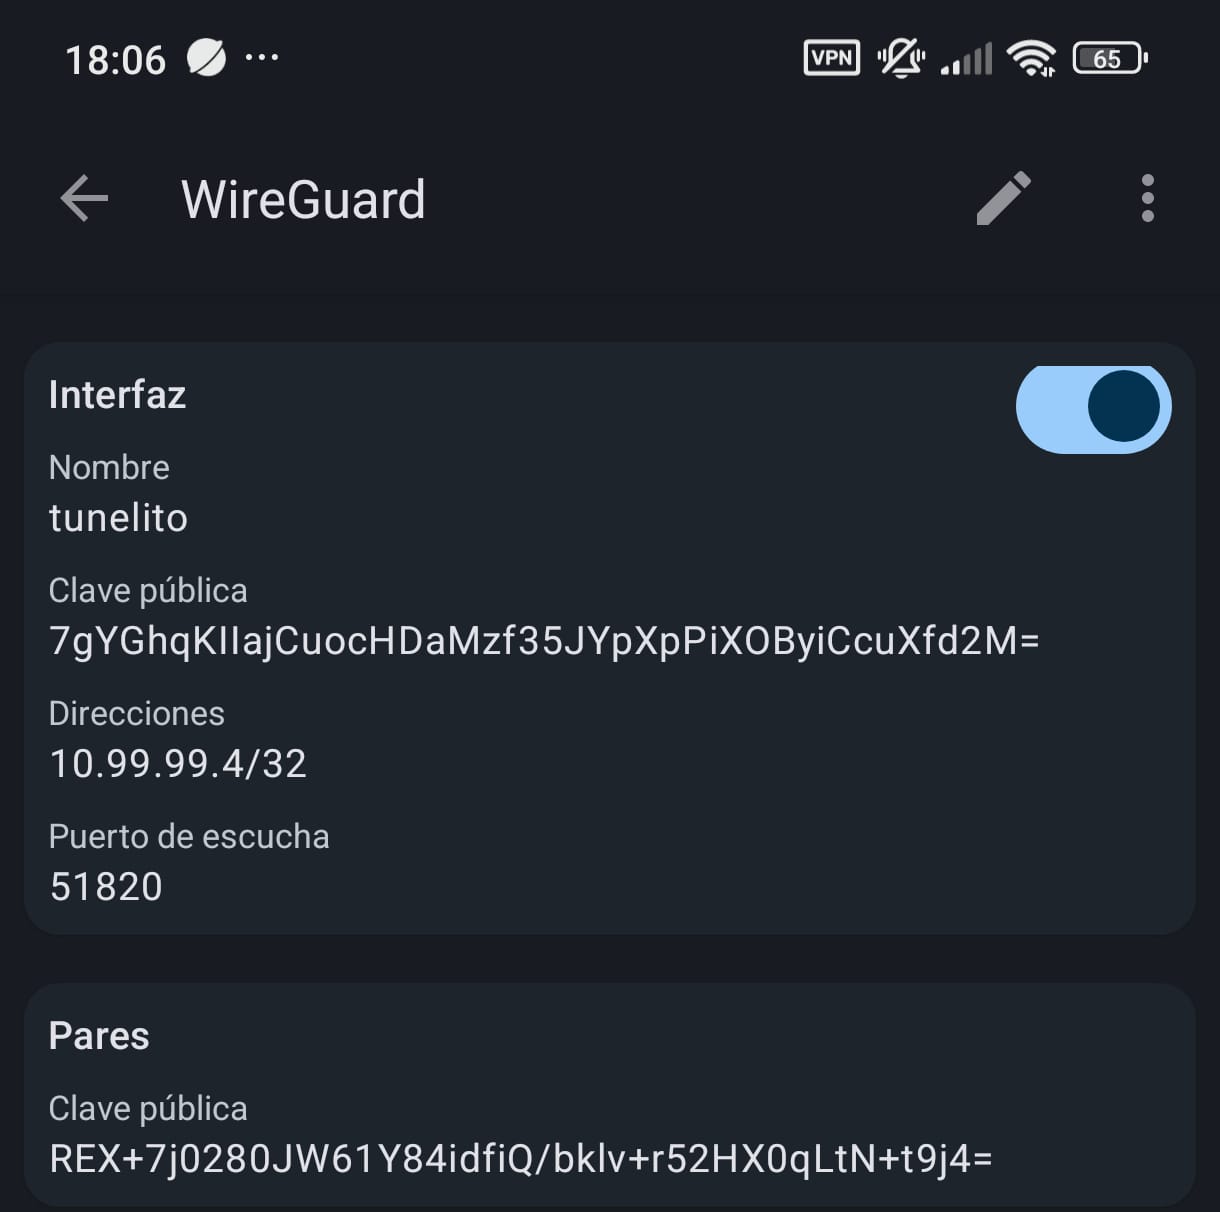 18:06
VPN
65
WireGuard
Interfaz
Nombre
tunelito
Clave pública
7gYGhqKIIajCuocHDaMzf35JYpXpPiXOByiCcuXfd2M=
Direcciones
10.99.99.4/32
Puerto de escucha
51820
Pares
Clave pública
REX+7j0280JW61Y84idfiQ/bklv+r52HX0qLtN+t9j4=